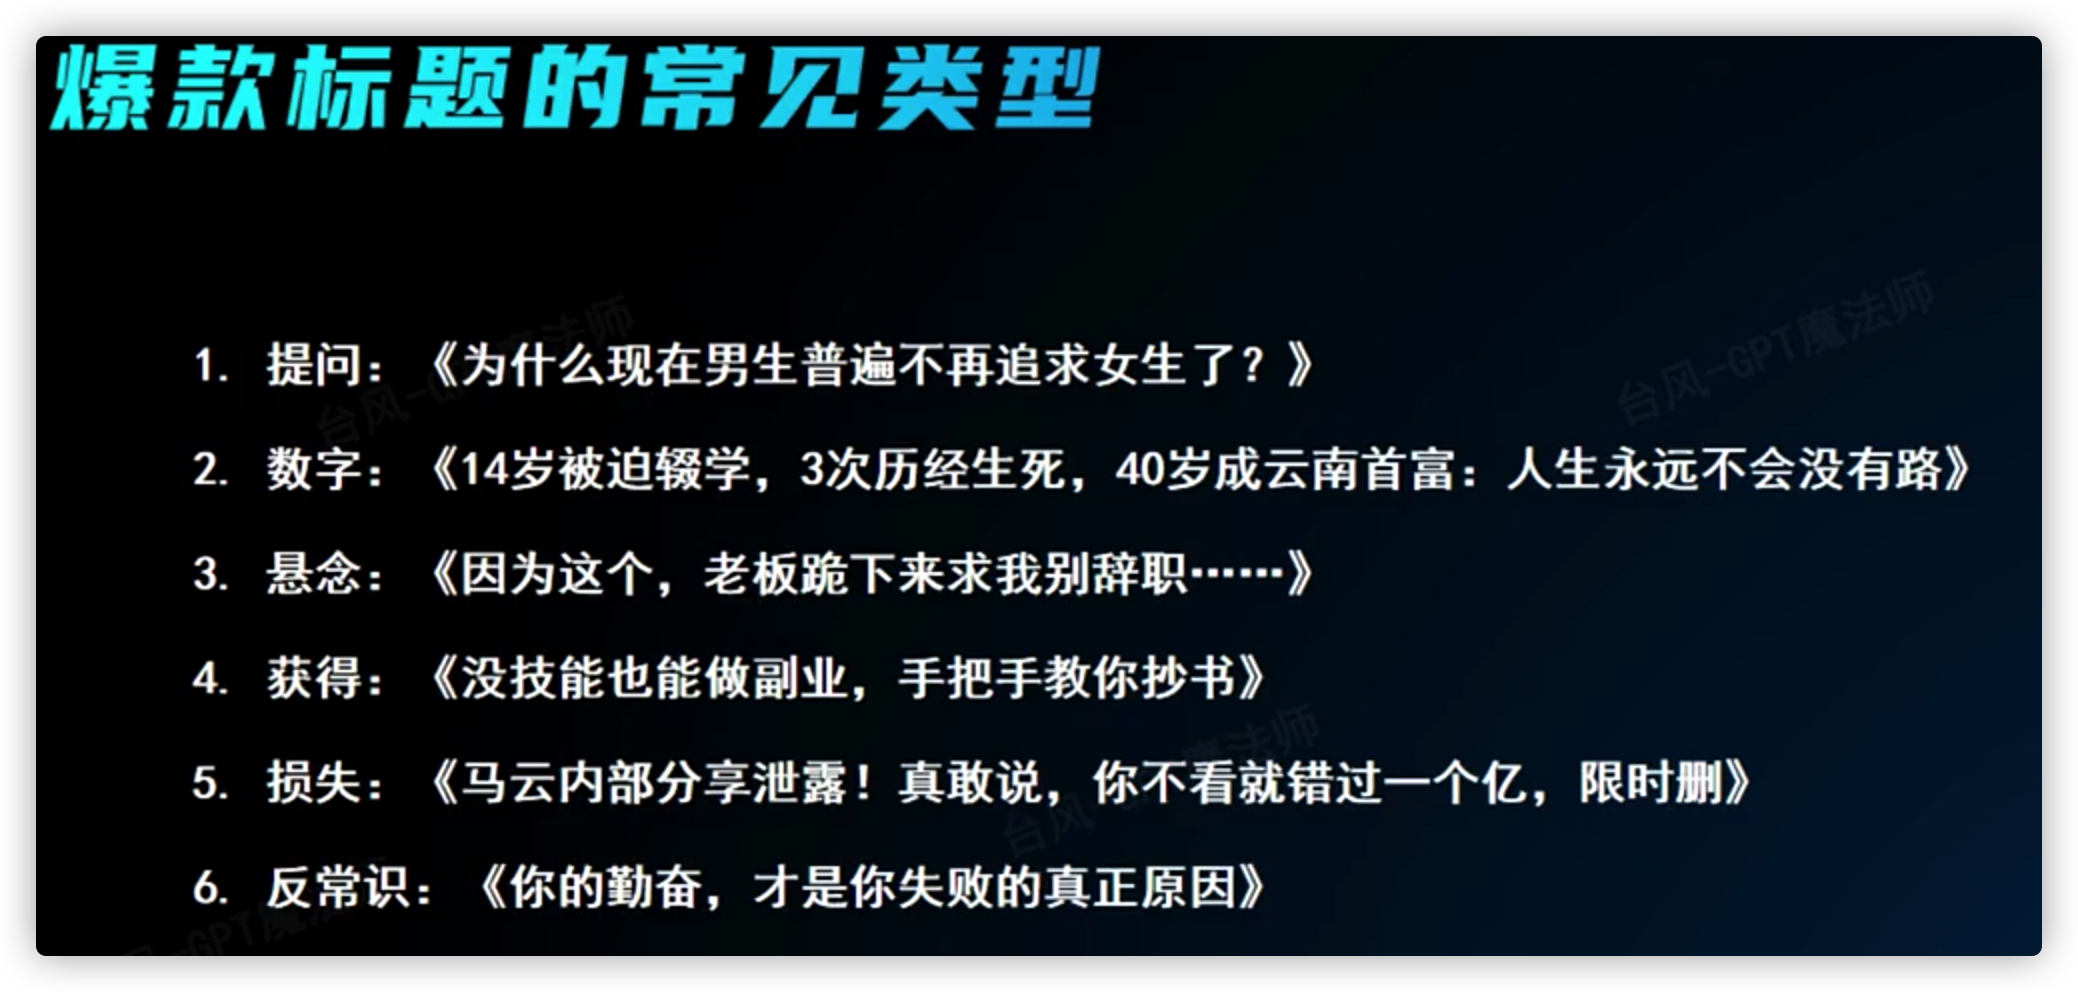 爆款标题的常见类型
1. 提问：《为什么现在男生普遍不再追求女生了？》
2. 数字：《14岁被迫辍学，3次历经生死，40岁成云南首富：人生永远不会没有路》
3. 悬念：《因为这个，老板跪下来求我别辞职······》
4. 获得：《没技能也能做副业，手把手教你抄书》
5. 损失：《马云内部分享泄露！真敢说，你不看就错过一个亿，限时删》
6. 反常识：《你的勤奋，才是你失败的真正原因》
台风-GPT魔法师